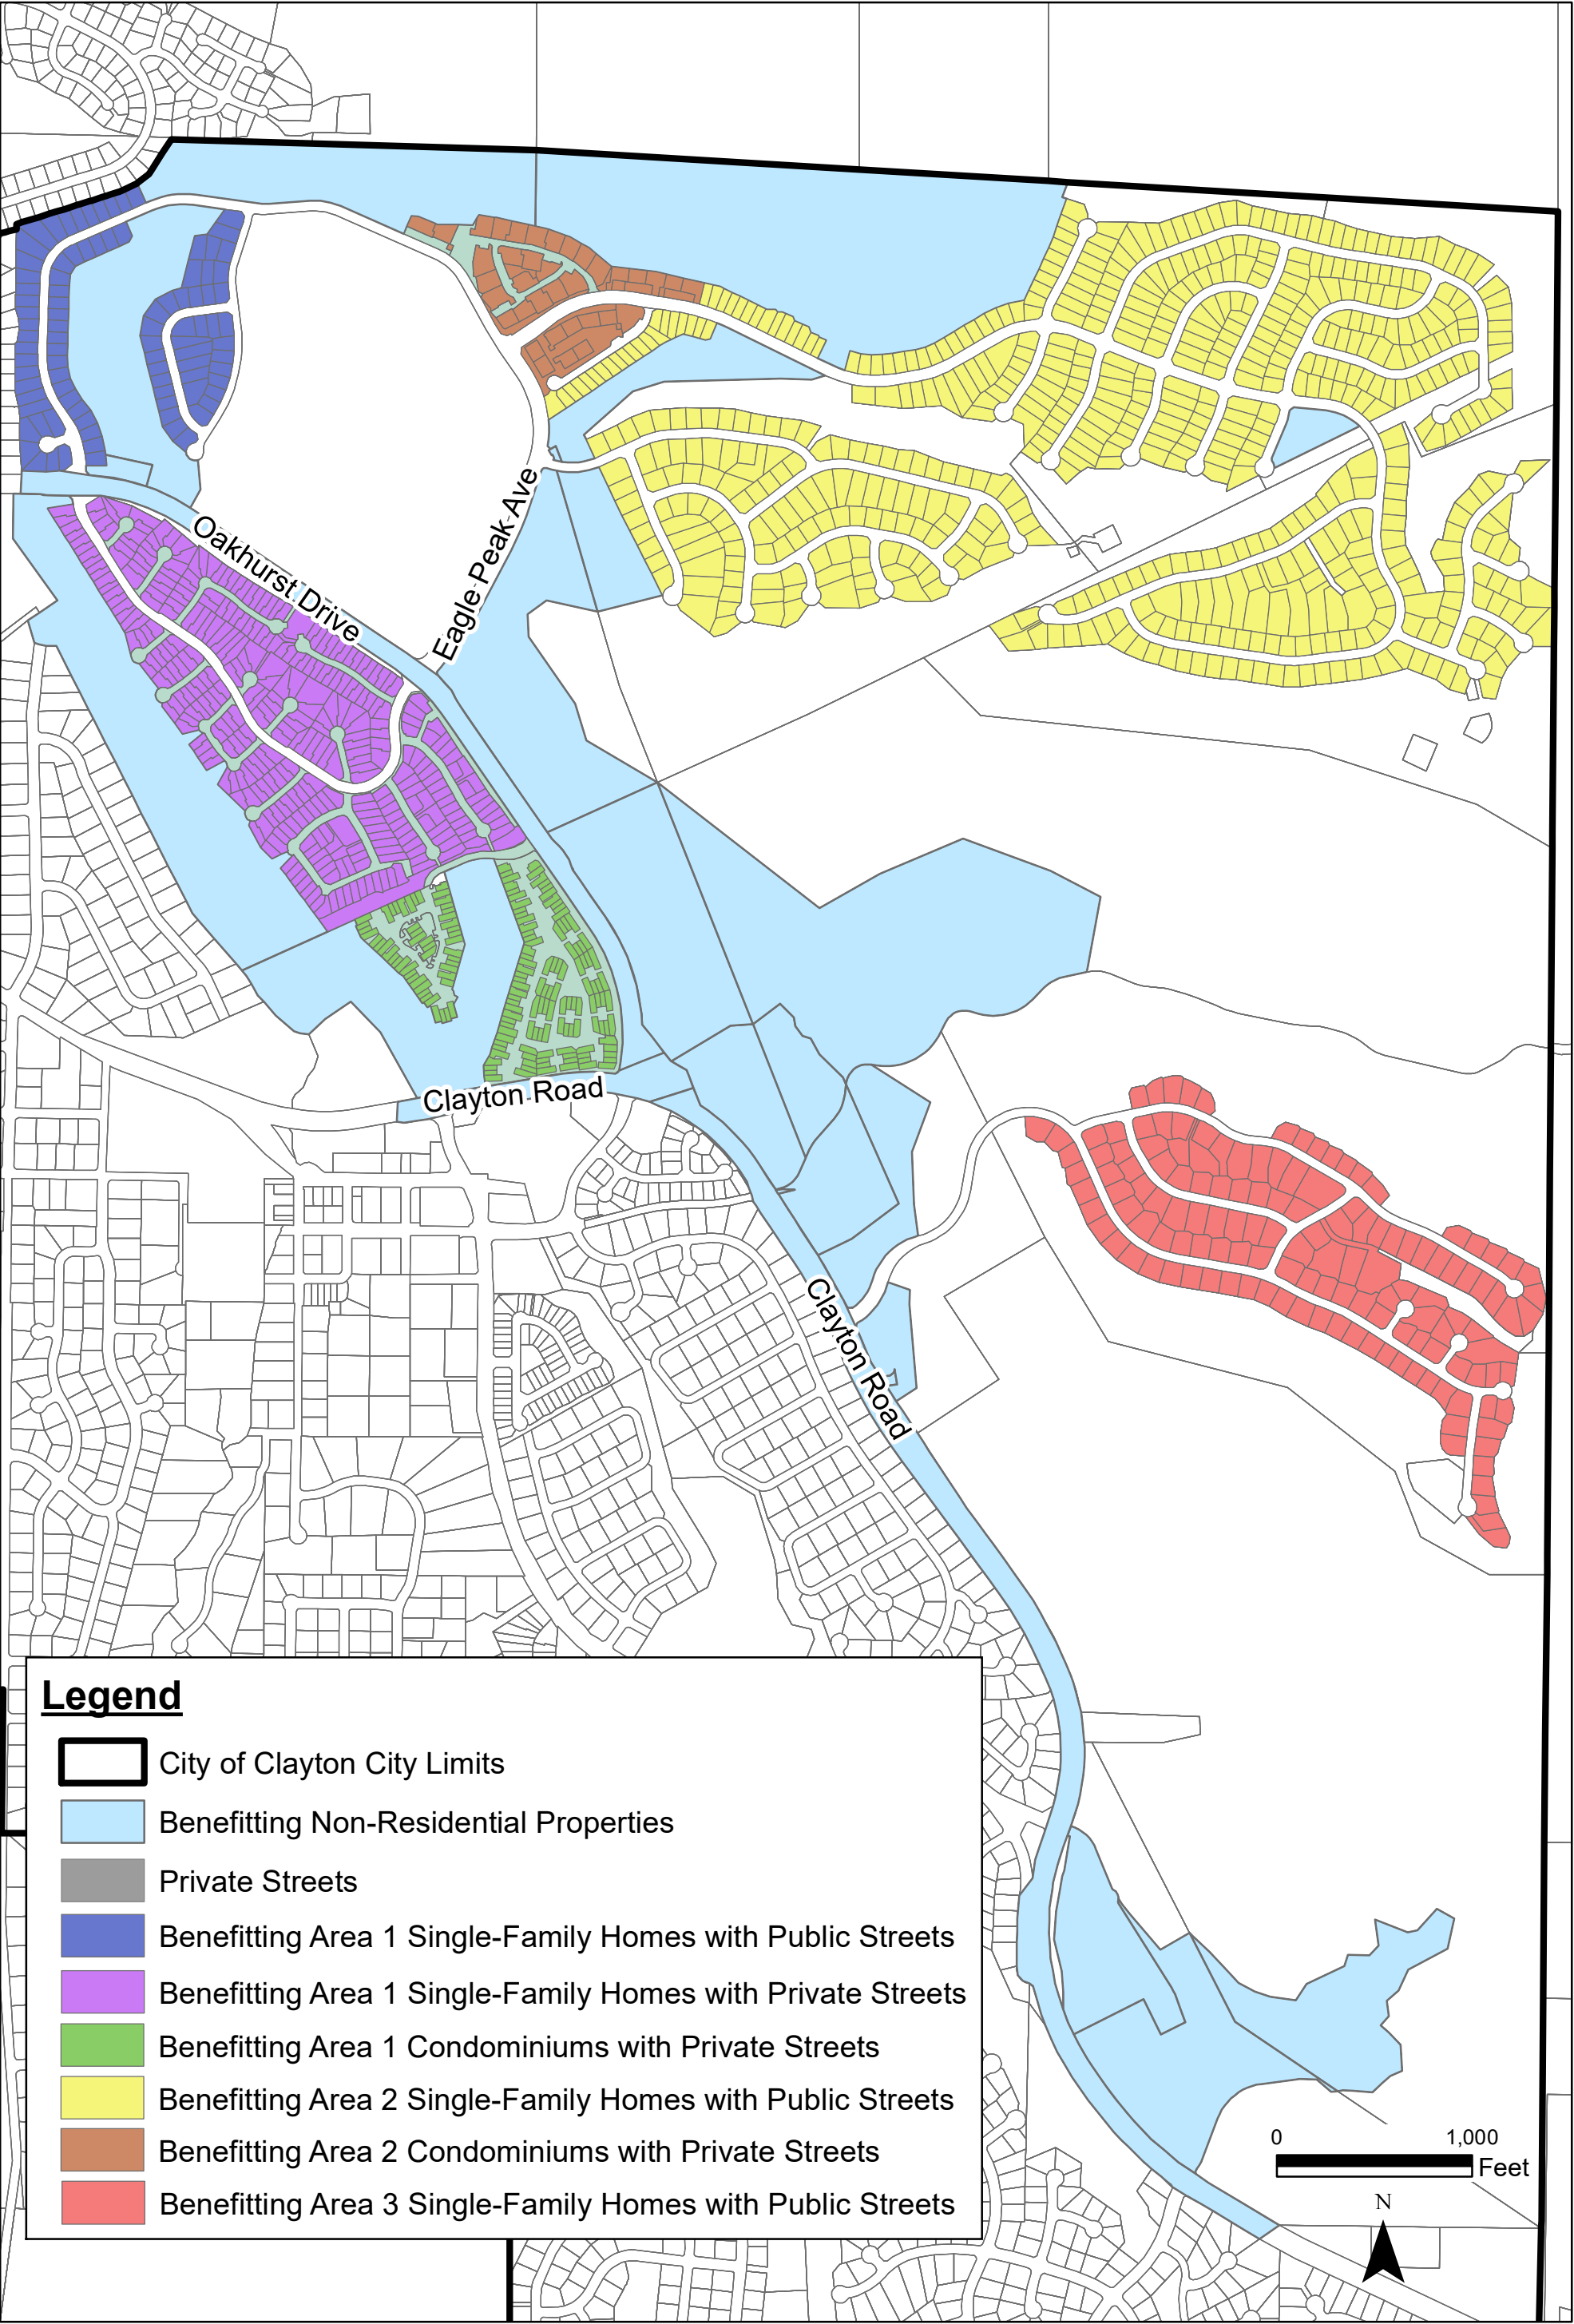 Oakhurst Drive
Eagle Peak Ave
Clayton Road
Clayton Road
Legend
City of Clayton City Limits
Benefitting Non-Residential Properties
Private Streets
Benefitting Area 1 Single-Family Homes with Public Streets
Benefitting Area 1 Single-Family Homes with Private Streets
Benefitting Area 1 Condominiums with Private Streets
Benefitting Area 2 Single-Family Homes with Public Streets
Benefitting Area 2 Condominiums with Private Streets
Benefitting Area 3 Single-Family Homes with Public Streets
0 1,000
Feet
N